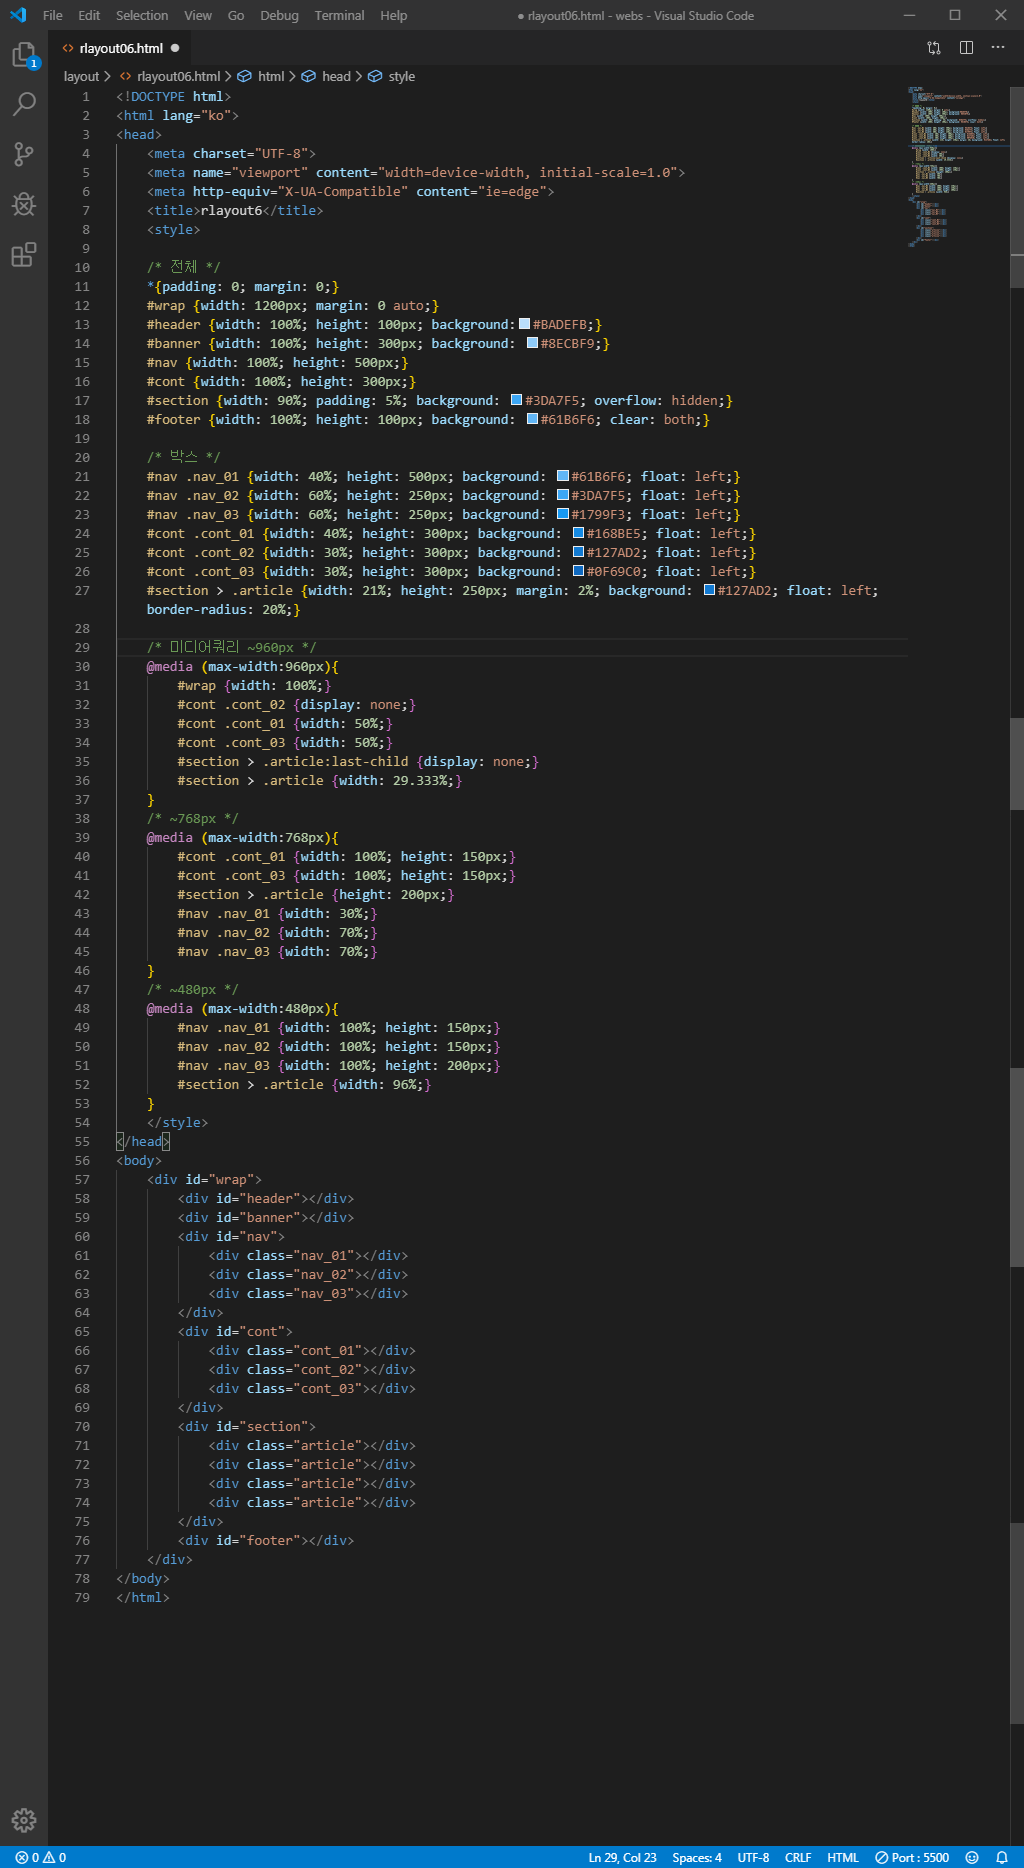 File Edit Selection View Go Debug Terminal Help ● rlayout06.html - webs - Visual Studio Code
1
<> rlayout06.html ●
layout > <> rlayout06.html > html > head > style
1 <!DOCTYPE html>
2 <html lang="ko">
3 <head>
4 <meta charset="UTF-8">
5 <meta name="viewport" content="width=device-width, initial-scale=1.0">
6 <meta http-equiv="X-UA-Compatible" content="ie=edge">
7 <title>rlayout6</title>
8 <style>
9
10 /* 전체 */
11 *{padding: 0; margin: 0;}
12 #wrap {width: 1200px; margin: 0 auto;}
13 #header {width: 100%; height: 100px; background:#BADEFB;}
14 #banner {width: 100%; height: 300px; background: #8ECBF9;}
15 #nav {width: 100%; height: 500px;}
16 #cont {width: 100%; height: 300px;}
17 #section {width: 90%; padding: 5%; background: #3DA7F5; overflow: hidden;}
18 #footer {width: 100%; height: 100px; background: #61B6F6; clear: both;}
19
20 /* 박스 */
21 #nav .nav_01 {width: 40%; height: 500px; background: #61B6F6; float: left;}
22 #nav .nav_02 {width: 60%; height: 250px; background: #3DA7F5; float: left;}
23 #nav .nav_03 {width: 60%; height: 250px; background: #1799F3; float: left;}
24 #cont .cont_01 {width: 40%; height: 300px; background: #168BE5; float: left;}
25 #cont .cont_02 {width: 30%; height: 300px; background: #127AD2; float: left;}
26 #cont .cont_03 {width: 30%; height: 300px; background: #0F69C0; float: left;}
27 #section > .article {width: 21%; height: 250px; margin: 2%; background: #127AD2; float: left;
border-radius: 20%;}
28
29 /* 미디어쿼리 ~960px */
30 @media (max-width:960px){
31 #wrap {width: 100%;}
32 #cont .cont_02 {display: none;}
33 #cont .cont_01 {width: 50%;}
34 #cont .cont_03 {width: 50%;}
35 #section > .article:last-child {display: none;}
36 #section > .article {width: 29.333%;}
37 }
38 /* ~768px */
39 @media (max-width:768px){
40 #cont .cont_01 {width: 100%; height: 150px;}
41 #cont .cont_03 {width: 100%; height: 150px;}
42 #section > .article {height: 200px;}
43 #nav .nav_01 {width: 30%;}
44 #nav .nav_02 {width: 70%;}
45 #nav .nav_03 {width: 70%;}
46 }
47 /* ~480px */
48 @media (max-width:480px){
49 #nav .nav_01 {width: 100%; height: 150px;}
50 #nav .nav_02 {width: 100%; height: 150px;}
51 #nav .nav_03 {width: 100%; height: 200px;}
52 #section > .article {width: 96%;}
53 }
54 </style>
55 </head>
56 <body>
57 <div id="wrap">
58 <div id="header"></div>
59 <div id="banner"></div>
60 <div id="nav">
61 <div class="nav_01"></div>
62 <div class="nav_02"></div>
63 <div class="nav_03"></div>
64 </div>
65 <div id="cont">
66 <div class="cont_01"></div>
67 <div class="cont_02"></div>
68 <div class="cont_03"></div>
69 </div>
70 <div id="section">
71 <div class="article"></div>
72 <div class="article"></div>
73 <div class="article"></div>
74 <div class="article"></div>
75 </div>
76 <div id="footer"></div>
77 </div>
78 </body>
79 </html>
0 0 Ln 29, Col 23 Spaces: 4 UTF-8 CRLF HTML Port : 5500